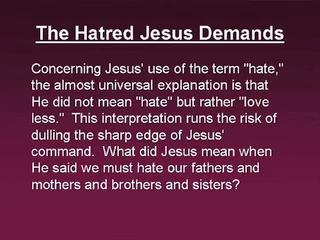 The Hatred Jesus Demands
Concerning Jesus' use of the term "hate,"
the almost universal explanation is that
He did not mean "hate" but rather "love
less."  This interpretation runs the risk of
dulling the sharp edge of Jesus'
command.  What did Jesus mean when
He said we must hate our fathers and
mothers and brothers and sisters?